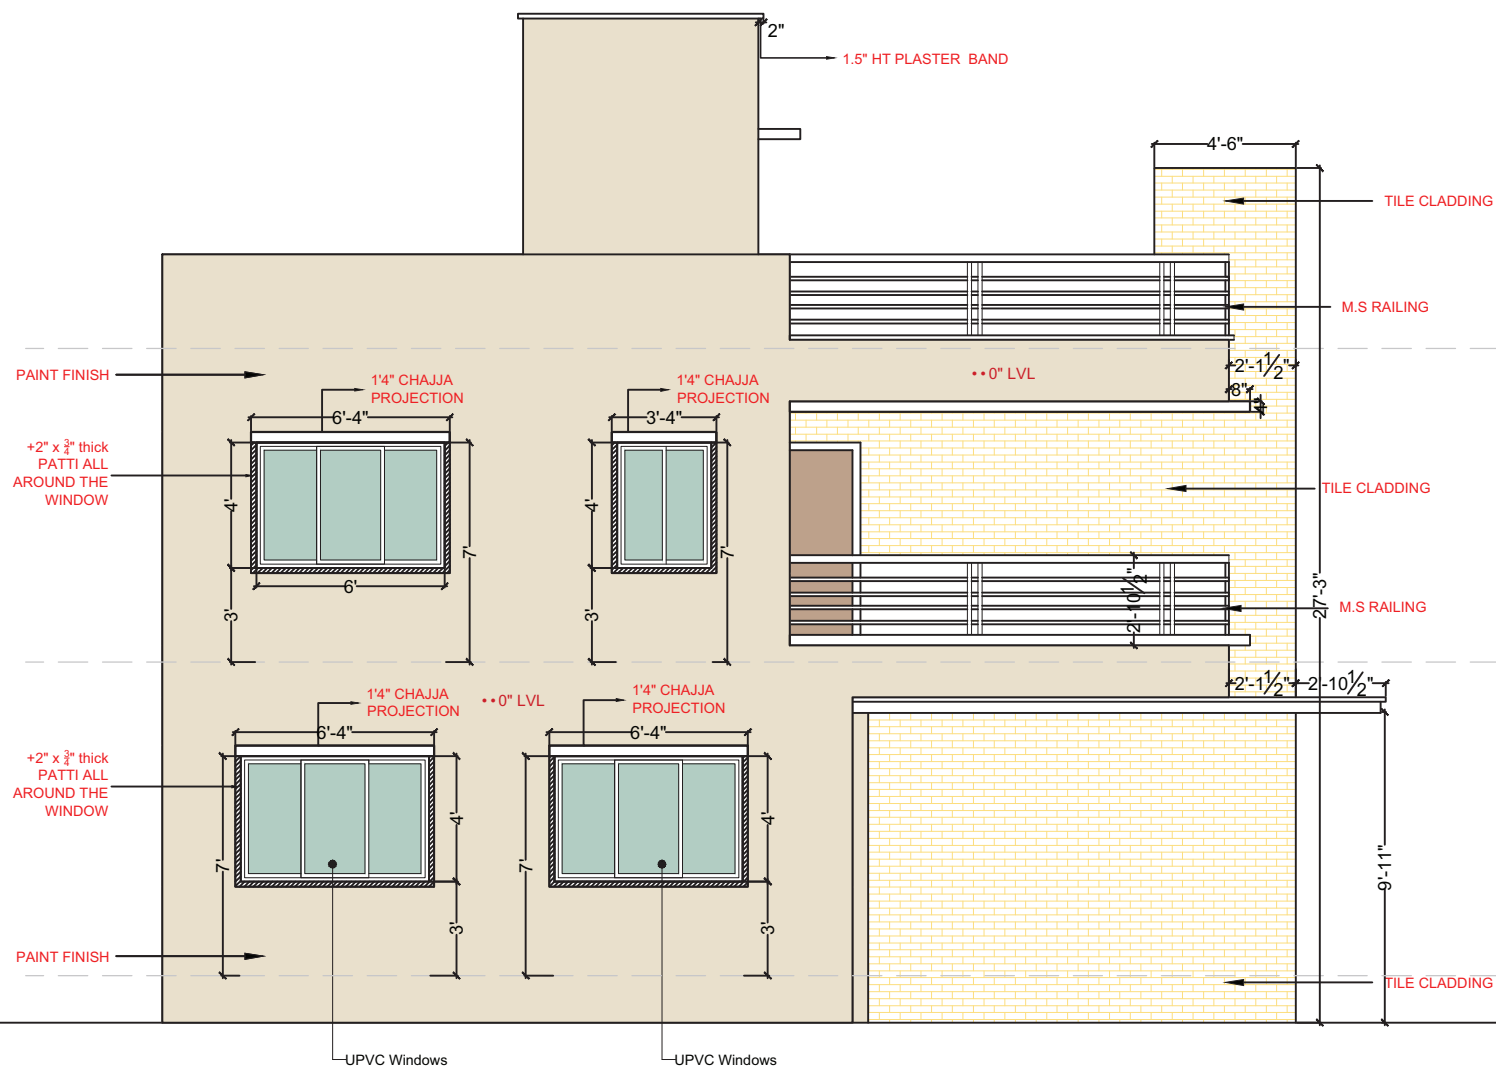 2"
1.5" HT PLASTER BAND
4'-6"
TILE CLADDING
M.S RAILING
PAINT FINISH
1'4" CHAJJA
PROJECTION
1'4" CHAJJA
PROJECTION
••0" LVL
2'-1½"
8"
4"
6'-4"
3'-4"
+2" x ¾" thick
PATTI ALL
AROUND THE
WINDOW
4'
7'
4'
7'
TILE CLADDING
6'
3'
3'
2'-10½"
27'-3"
M.S RAILING
1'4" CHAJJA
PROJECTION
••0" LVL
1'4" CHAJJA
PROJECTION
2'-1½"
2'-10½"
6'-4"
6'-4"
+2" x ¾" thick
PATTI ALL
AROUND THE
WINDOW
4'
4'
7'
7'
9'-11"
3'
3'
PAINT FINISH
TILE CLADDING
UPVC Windows
UPVC Windows